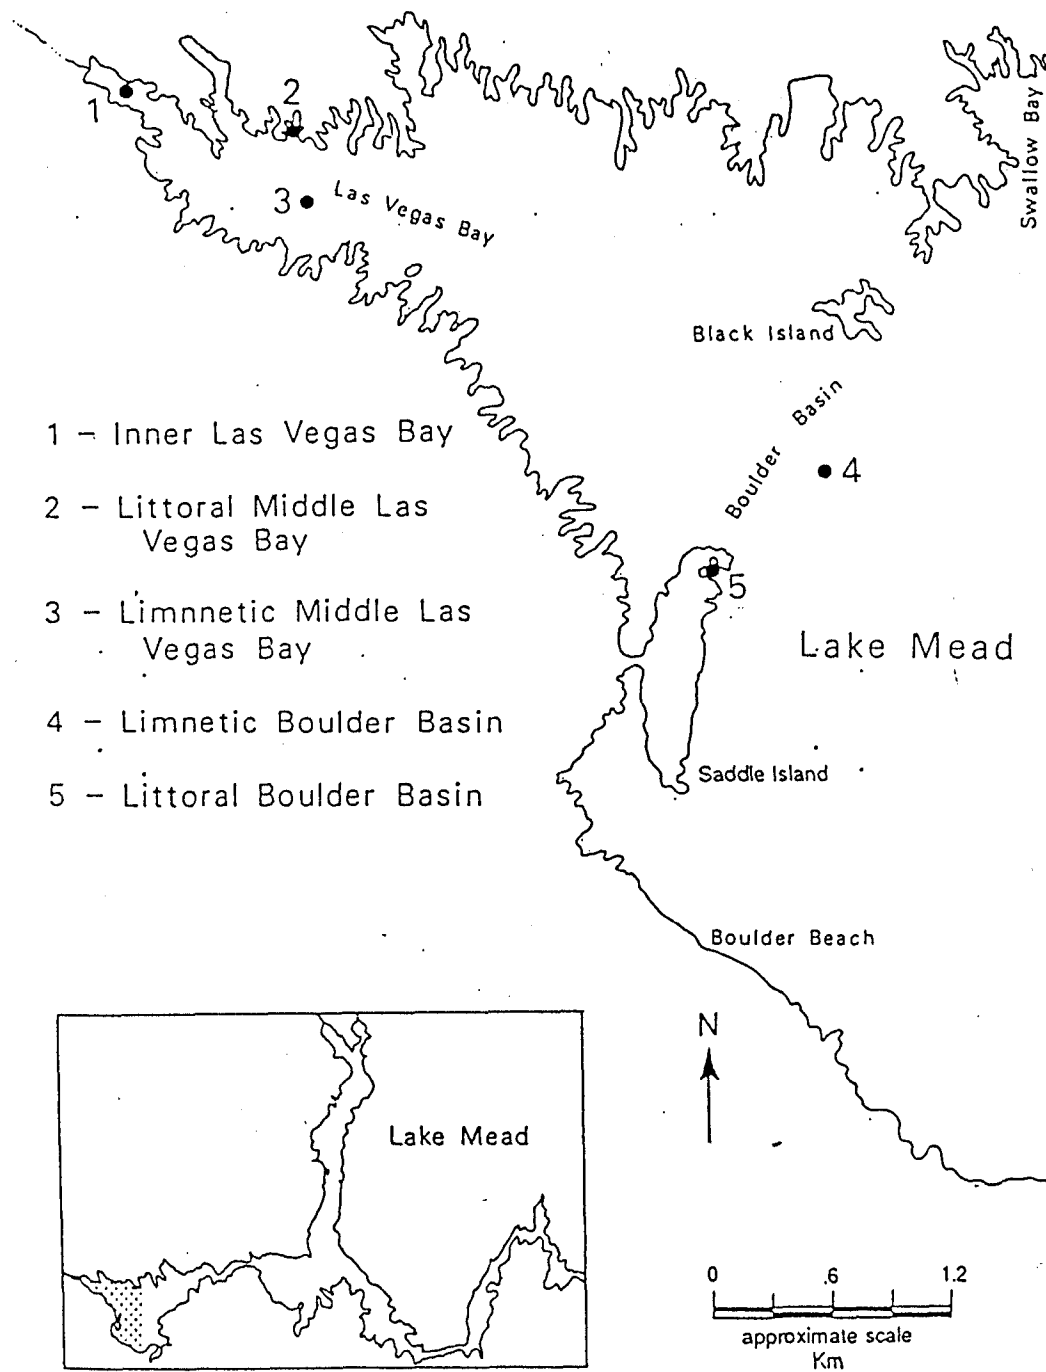 1
2
3
Las Vegas Bay
Swallow Bay
Black Island
Boulder Basin
4
5
1 – Inner Las Vegas Bay
2 – Littoral Middle Las
Vegas Bay
3 – Limnnetic Middle Las
Vegas Bay
4 – Limnetic Boulder Basin
5 – Littoral Boulder Basin
Lake Mead
Saddle Island
Boulder Beach
N
Lake Mead
0 .6 1.2
approximate scale
Km